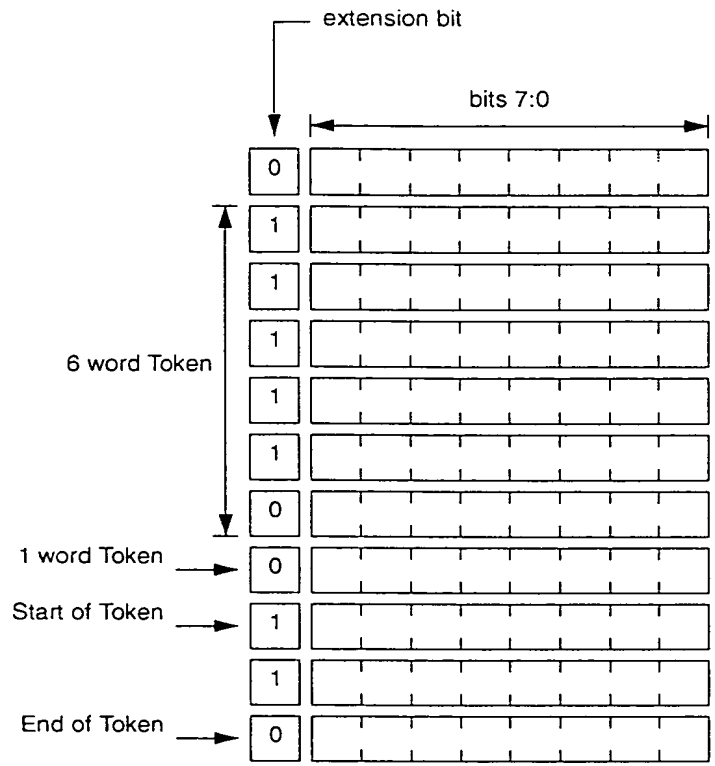 extension bit
bits 7:0
0
1
1
1
6 word Token
1
1
0
1 word Token
0
Start of Token
1
1
End of Token
0